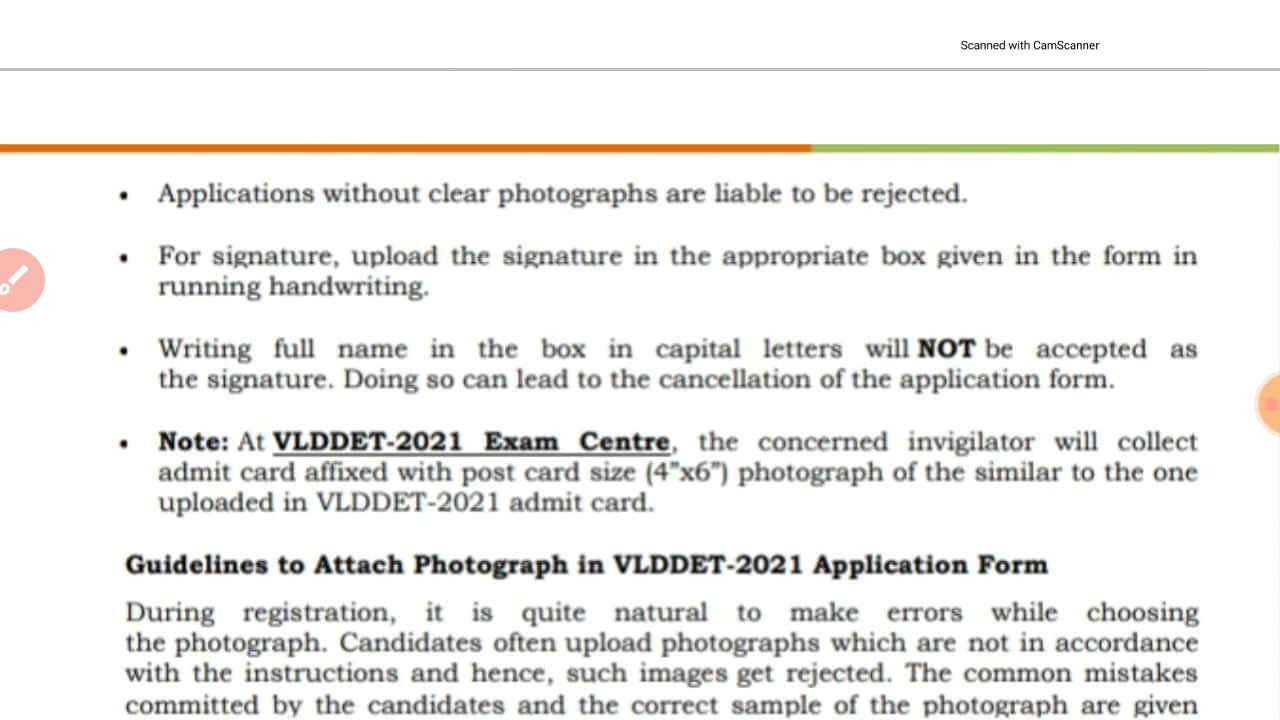 Scanned with CamScanner
• Applications without clear photographs are liable to be rejected.
• For signature, upload the signature in the appropriate box given in the form in
running handwriting.
• Writing full name in the box in capital letters will NOT be accepted as
the signature. Doing so can lead to the cancellation of the application form.
• Note: At VLDDET-2021 Exam Centre, the concerned invigilator will collect
admit card affixed with post card size (4"x6") photograph of the similar to the one
uploaded in VLDDET-2021 admit card.
Guidelines to Attach Photograph in VLDDET-2021 Application Form
During registration, it is quite natural to make errors while choosing
the photograph. Candidates often upload photographs which are not in accordance
with the instructions and hence, such images get rejected. The common mistakes
committed by the candidates and the correct sample of the photograph are given